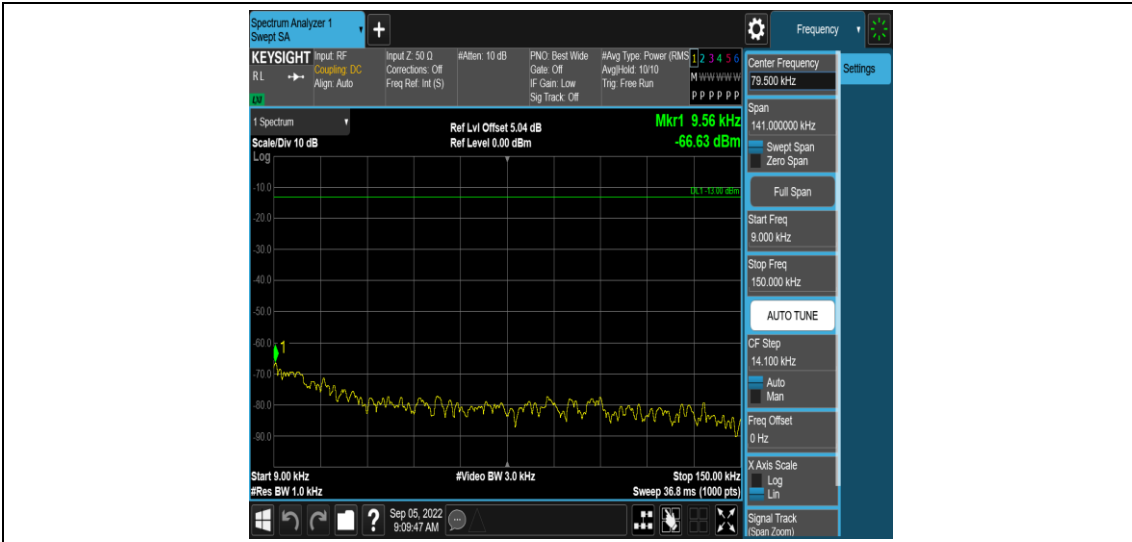 Spectrum Analyzer 1
Swept SA
+
Frequency
KEYSIGHT
RL
LXI
Input: RF
Coupling: DC
Align: Auto
Input Z: 50 Ω
Corrections: Off
Freq Ref: Int (S)
#Atten: 10 dB
PNO: Best Wide
Gate: Off
IF Gain: Low
Sig Track: Off
#Avg Type: Power (RMS
Avg|Hold: 10/10
Trig: Free Run
1 2 3 4 5 6
M W W W W W
P P P P P P
Center Frequency
79.500 kHz
Settings
Span
141.000000 kHz
Swept Span
Zero Span
Full Span
Start Freq
9.000 kHz
Stop Freq
150.000 kHz
AUTO TUNE
CF Step
14.100 kHz
Auto
Man
Freq Offset
0 Hz
X Axis Scale
Log
Lin
Signal Track
(Span Zoom)
1 Spectrum
Scale/Div 10 dB
Log
Ref Lvl Offset 5.04 dB
Ref Level 0.00 dBm
Mkr1 9.56 kHz
-66.63 dBm
DL1 -13.00 dBm
-10.0
-20.0
-30.0
-40.0
-50.0
-60.0
1
-70.0
-80.0
-90.0
Start 9.00 kHz
#Video BW 3.0 kHz
Stop 150.00 kHz
#Res BW 1.0 kHz
Sweep 36.8 ms (1000 pts)
?
Sep 05, 2022
9:09:47 AM